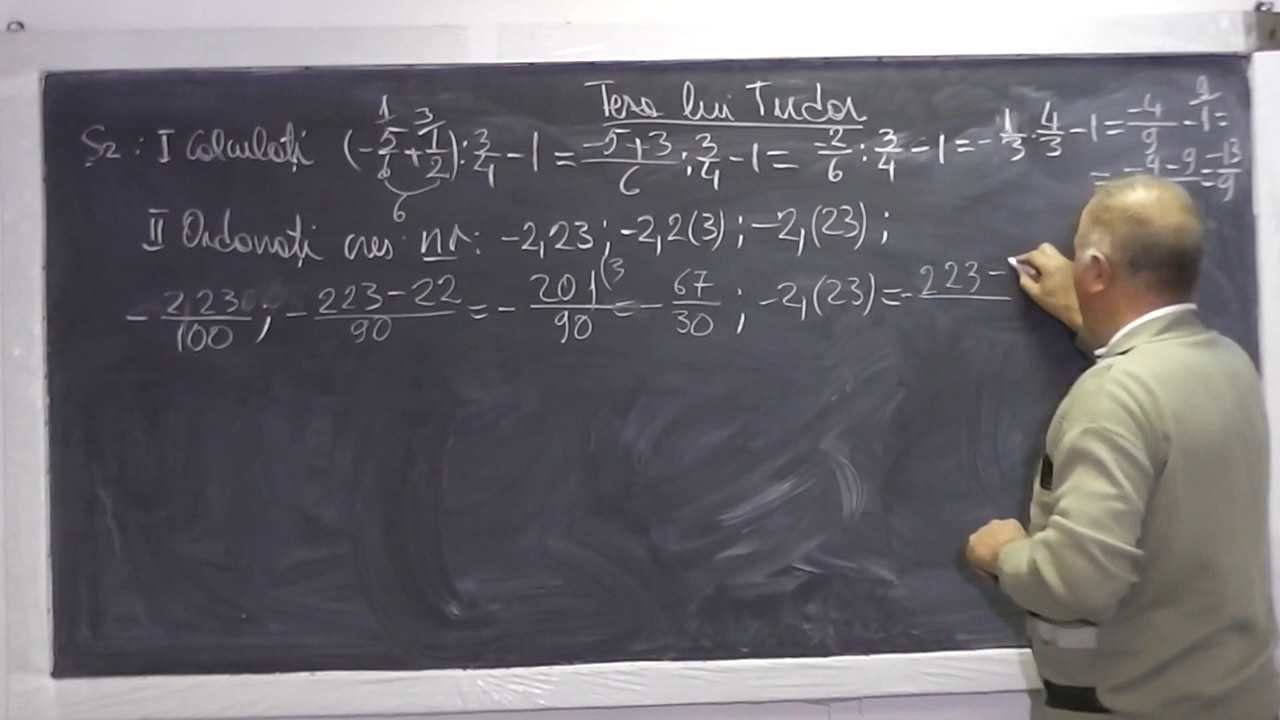 Teza lui Tudor
S2: I Calculați (-5/6+1/2):3/4-1=(-5+3)/6:3/4-1=-2/6:3/4-1=-1/3·4/3-1=-4/9-1/1=
=(-4-9)/9=-13/9
II Ordonați cres nr: -2,23; -2,2(3); -2,(23);
-223/100; -(223-22)/90=-201/90 (3=-67/30; -2,(23)=-223-